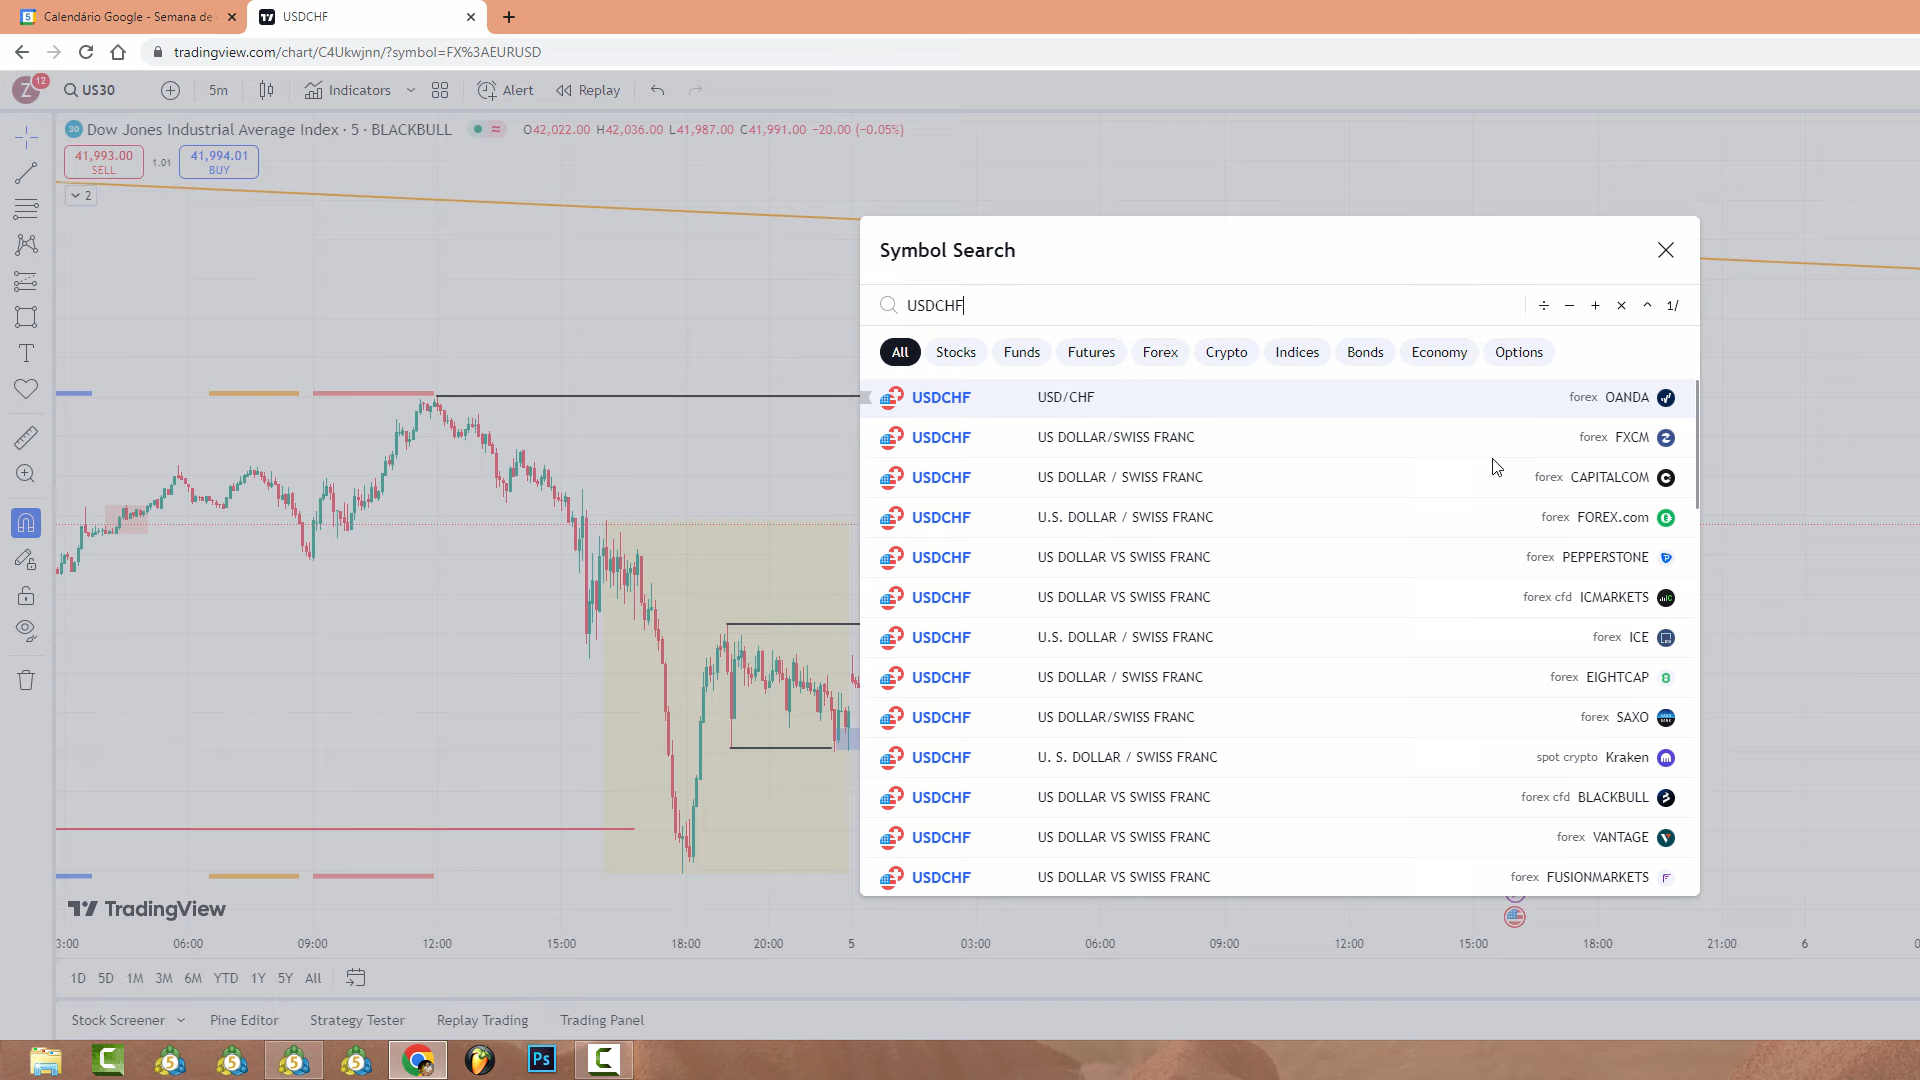 Calendário Google - Semana de
USDCHF
tradingview.com/chart/C4Ukwjnn/?symbol=FX%3AEURUSD
Z 12 US30 5m Indicators Alert Replay
30 Dow Jones Industrial Average Index · 5 · BLACKBULL O42,022.00 H42,036.00 L41,987.00 C41,991.00 −20.00 (−0.05%)
41,993.00 SELL 1.01 41,994.01 BUY
2
Symbol Search
USDCHF ÷ − + × ^ 1/
All Stocks Funds Futures Forex Crypto Indices Bonds Economy Options
USDCHF USD/CHF forex OANDA
USDCHF US DOLLAR/SWISS FRANC forex FXCM
USDCHF US DOLLAR / SWISS FRANC forex CAPITALCOM
USDCHF U.S. DOLLAR / SWISS FRANC forex FOREX.com
USDCHF US DOLLAR VS SWISS FRANC forex PEPPERSTONE
USDCHF US DOLLAR VS SWISS FRANC forex cfd ICMARKETS
USDCHF U.S. DOLLAR / SWISS FRANC forex ICE
USDCHF US DOLLAR / SWISS FRANC forex EIGHTCAP
USDCHF US DOLLAR/SWISS FRANC forex SAXO
USDCHF U. S. DOLLAR / SWISS FRANC spot crypto Kraken
USDCHF US DOLLAR VS SWISS FRANC forex cfd BLACKBULL
USDCHF US DOLLAR VS SWISS FRANC forex VANTAGE
USDCHF US DOLLAR VS SWISS FRANC forex FUSIONMARKETS
TradingView
3:00 06:00 09:00 12:00 15:00 18:00 20:00 5 03:00 06:00 09:00 12:00 15:00 18:00 21:00 6
1D 5D 1M 3M 6M YTD 1Y 5Y All
Stock Screener Pine Editor Strategy Tester Replay Trading Trading Panel
C 5 5 5 5 Ps C